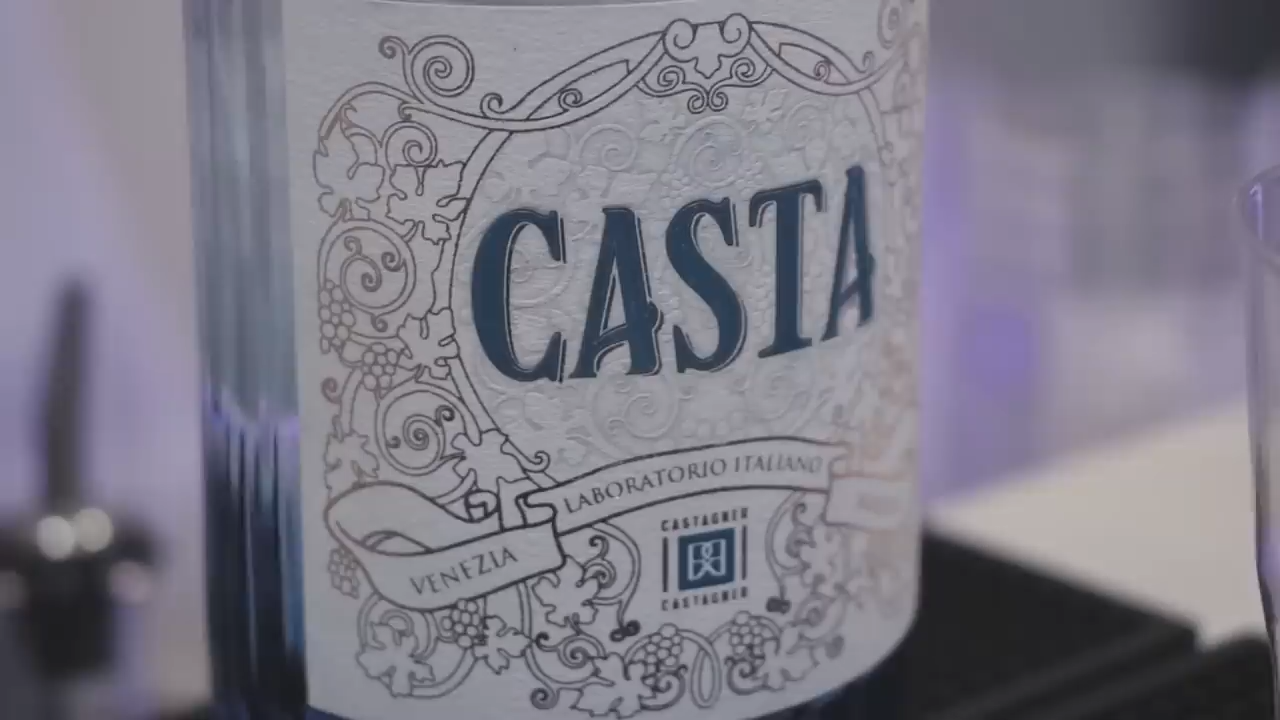 CASTA
LABORATORIO ITALIANO
VENEZIA
CASTAGNER
CASTAGNER